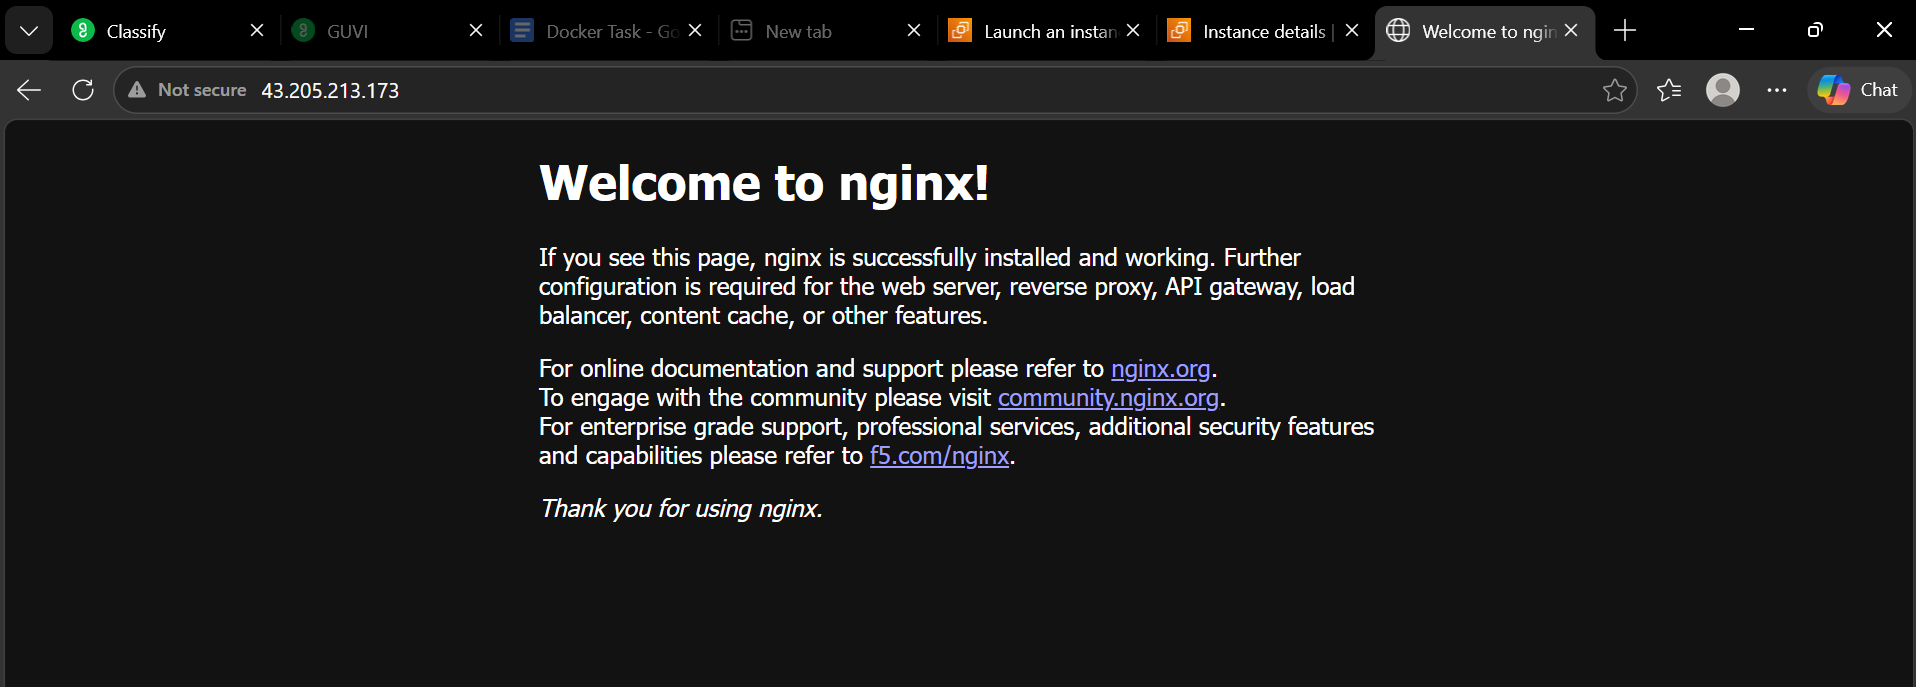 Classify
GUVI
Docker Task - Go
New tab
Launch an instan
Instance details |
Welcome to ngin
Not secure 43.205.213.173
Chat
Welcome to nginx!
If you see this page, nginx is successfully installed and working. Further
configuration is required for the web server, reverse proxy, API gateway, load
balancer, content cache, or other features.
For online documentation and support please refer to nginx.org.
To engage with the community please visit community.nginx.org.
For enterprise grade support, professional services, additional security features
and capabilities please refer to f5.com/nginx.
Thank you for using nginx.